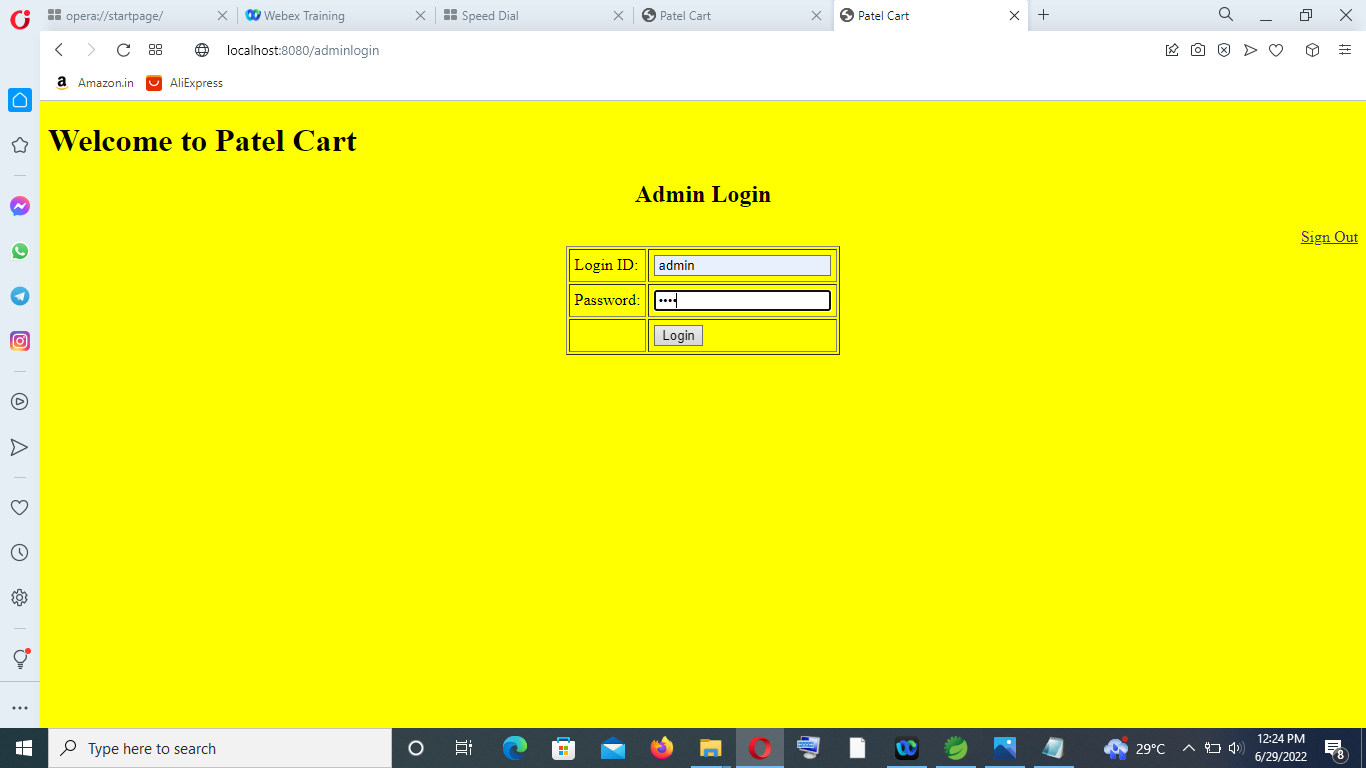 opera://startpage/
Webex Training
Speed Dial
Patel Cart
Patel Cart
localhost:8080/adminlogin
a Amazon.in
AliExpress
Welcome to Patel Cart
Admin Login
Sign Out
Login ID: admin
Password: ••••
Login
Type here to search
29°C
12:24 PM
6/29/2022
8